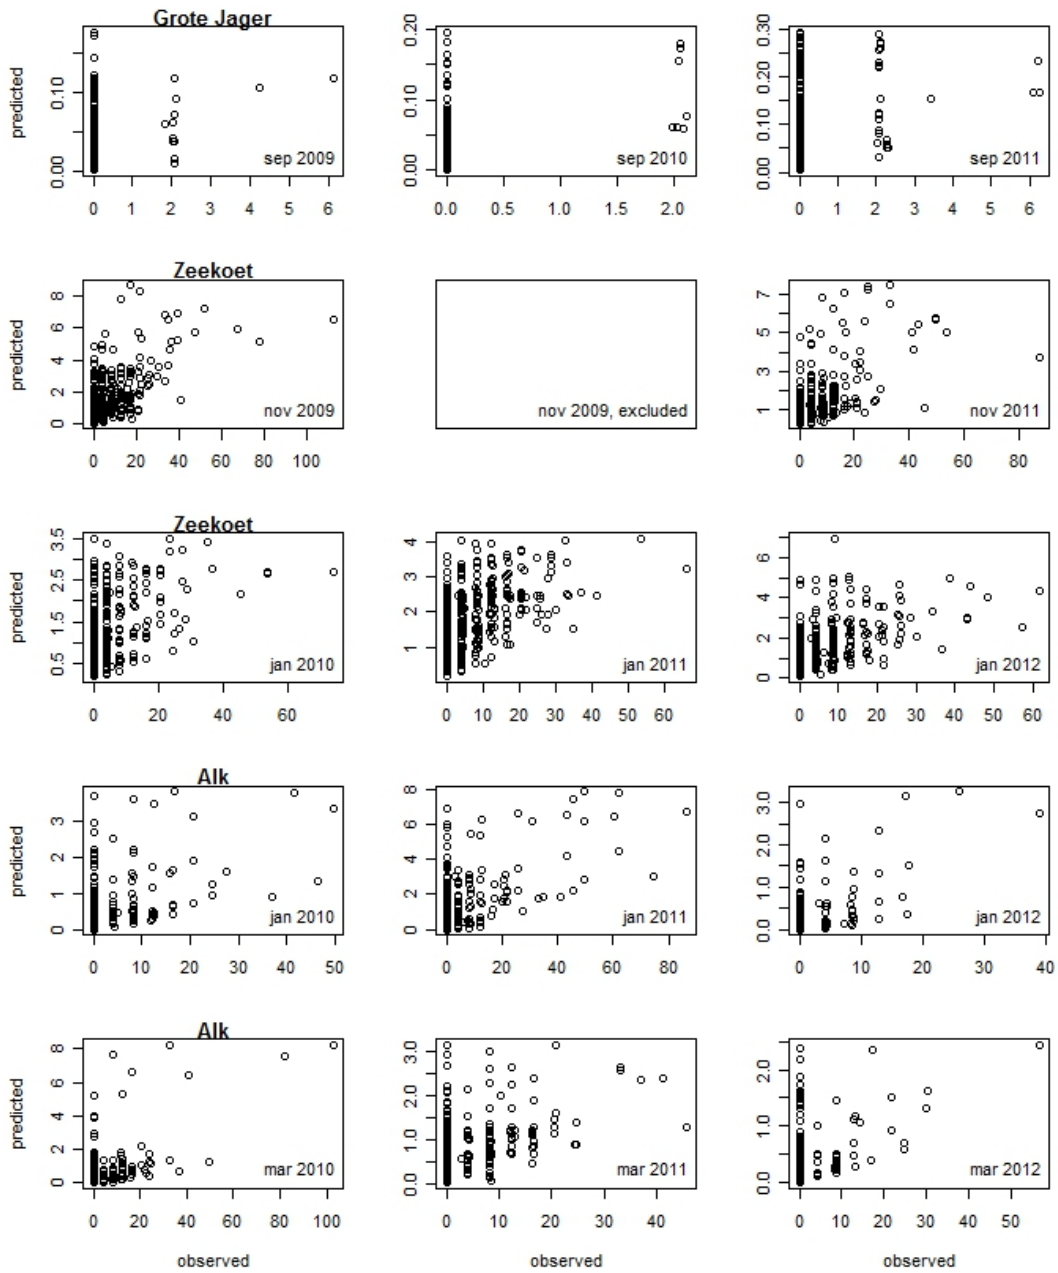 Grote Jager
predicted
0.00 0.10
sep 2009
0 1 2 3 4 5 6
0.00 0.10 0.20
sep 2010
0.0 0.5 1.0 1.5 2.0
0.00 0.10 0.20 0.30
sep 2011
0 1 2 3 4 5 6
Zeekoet
predicted
0 2 4 6 8
nov 2009
0 20 40 60 80 100
nov 2009, excluded
1 3 5 7
nov 2011
0 20 40 60 80
Zeekoet
predicted
0.5 1.5 2.5 3.5
jan 2010
0 20 40 60
1 2 3 4
jan 2011
0 10 20 30 40 50 60
0 2 4 6
jan 2012
0 10 20 30 40 50 60
Alk
predicted
0 1 2 3
jan 2010
0 10 20 30 40 50
0 2 4 6 8
jan 2011
0 20 40 60 80
0.0 1.0 2.0 3.0
jan 2012
0 10 20 30 40
Alk
predicted
0 2 4 6 8
mar 2010
0 20 40 60 80 100
observed
0.0 1.0 2.0 3.0
mar 2011
0 10 20 30 40
observed
0.0 1.0 2.0
mar 2012
0 10 20 30 40 50
observed